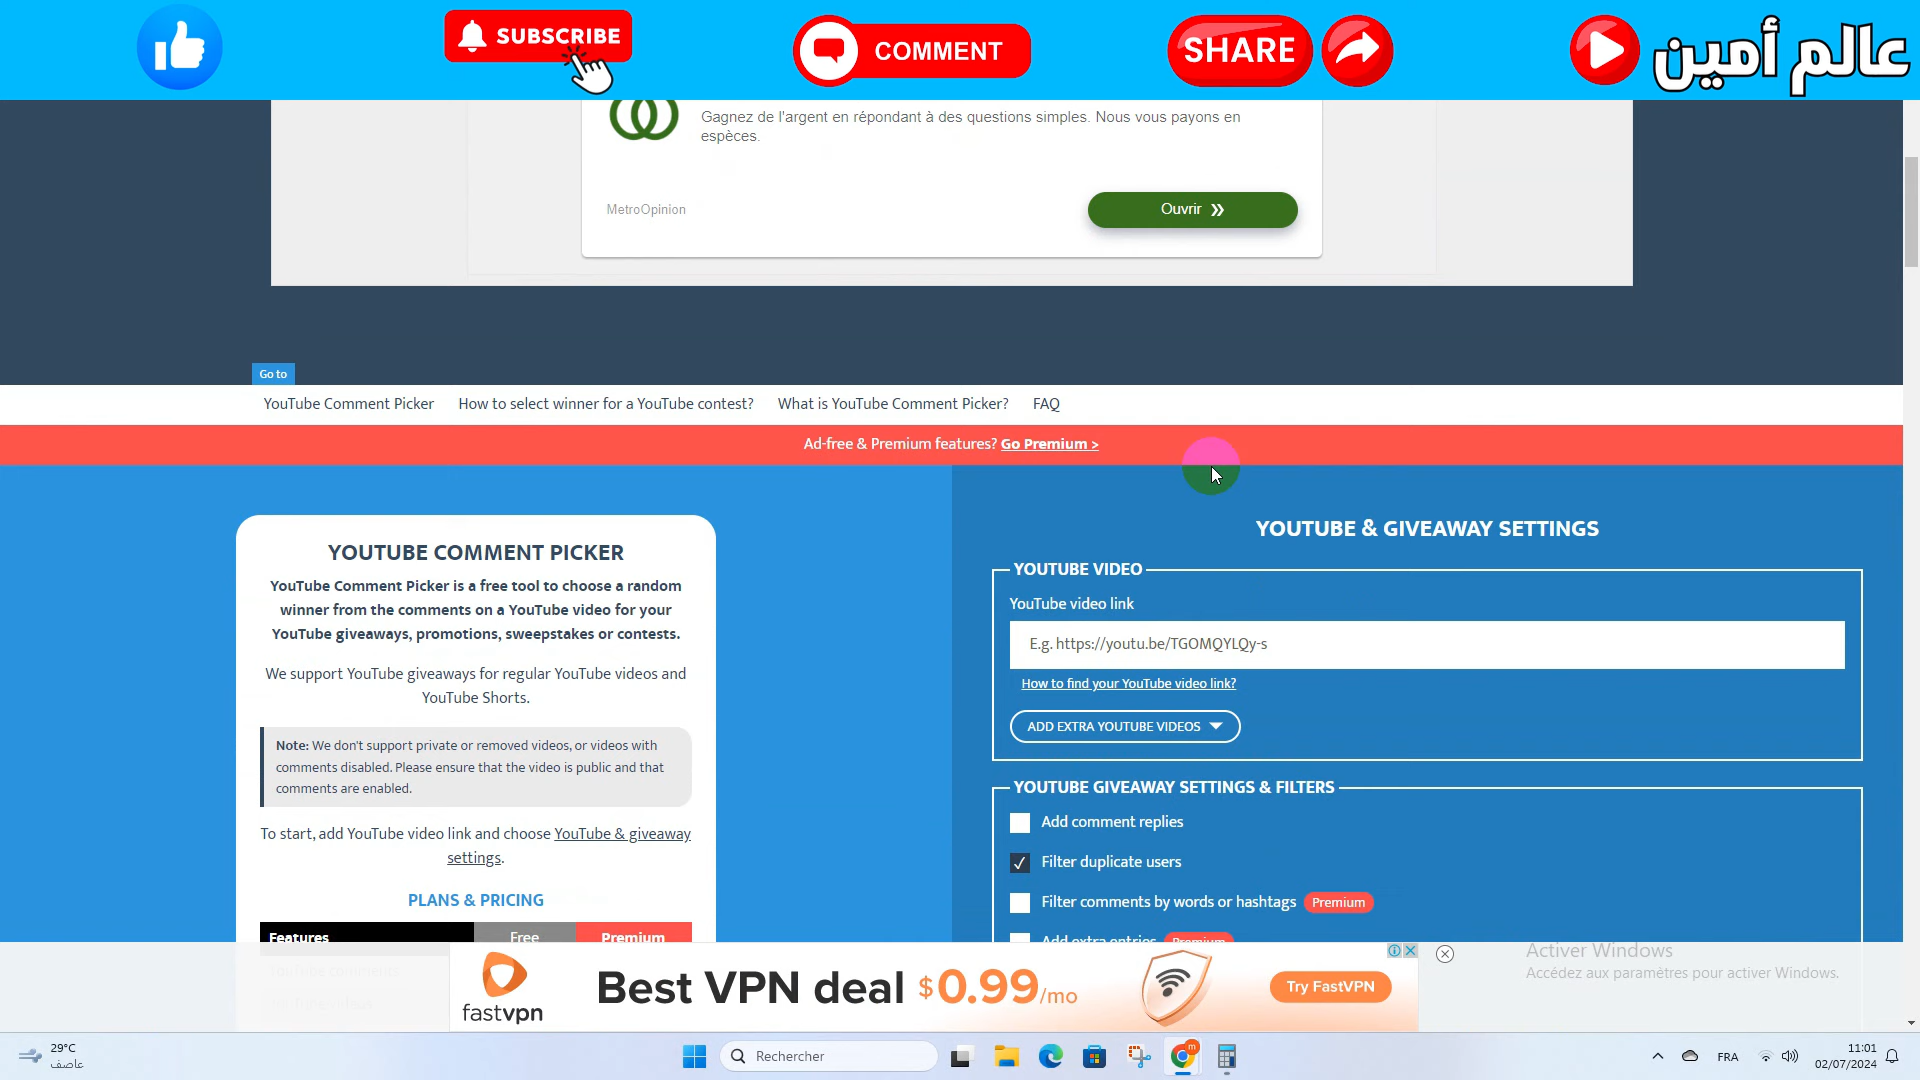 SUBSCRIBE
COMMENT
SHARE
عالم أمين
Gagnez de l'argent en répondant à des questions simples. Nous vous payons en
espèces.
MetroOpinion
Ouvrir
Go to
YouTube Comment Picker
How to select winner for a YouTube contest?
What is YouTube Comment Picker?
FAQ
Ad-free & Premium features? Go Premium >
YOUTUBE COMMENT PICKER
YouTube Comment Picker is a free tool to choose a random
winner from the comments on a YouTube video for your
YouTube giveaways, promotions, sweepstakes or contests.
We support YouTube giveaways for regular YouTube videos and
YouTube Shorts.
Note: We don't support private or removed videos, or videos with
comments disabled. Please ensure that the video is public and that
comments are enabled.
To start, add YouTube video link and choose YouTube & giveaway
settings.
PLANS & PRICING
Features
Free
Premium
YOUTUBE & GIVEAWAY SETTINGS
YOUTUBE VIDEO
YouTube video link
E.g. https://youtu.be/TGOMQYLQy-s
How to find your YouTube video link?
ADD EXTRA YOUTUBE VIDEOS
YOUTUBE GIVEAWAY SETTINGS & FILTERS
Add comment replies
Filter duplicate users
Filter comments by words or hashtags Premium
Add extra entries Premium
fastvpn
Best VPN deal $0.99/mo
Try FastVPN
Activer Windows
Accédez aux paramètres pour activer Windows.
29°C
عاصف
Rechercher
FRA
11:01
02/07/2024